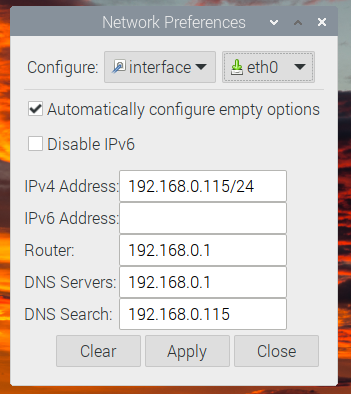 Network Preferences
Configure: interface eth0
Automatically configure empty options
Disable IPv6
IPv4 Address: 192.168.0.115/24
IPv6 Address:
Router: 192.168.0.1
DNS Servers: 192.168.0.1
DNS Search: 192.168.0.115
Clear Apply Close